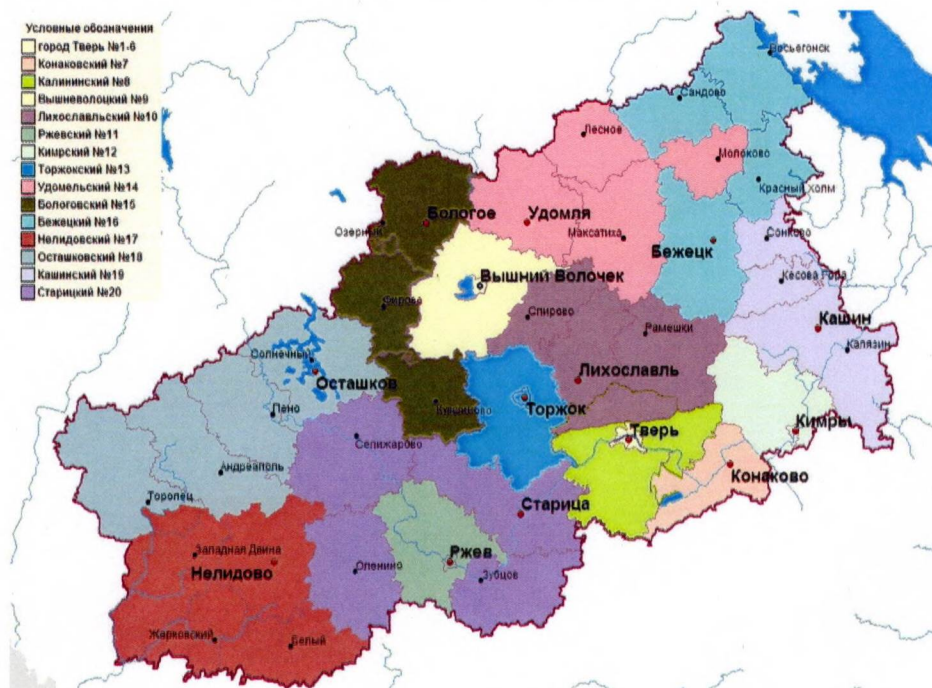 Условные обозначения
город Тверь №1-6
Конаковский №7
Калининский №8
Вышневолоцкий №9
Лихославльский №10
Ржевский №11
Кимрский №12
Торжокский №13
Удомельский №14
Бологовский №15
Бежецкий №16
Нелидовский №17
Осташковский №18
Кашинский №19
Старицкий №20
Весьегонск
Сандово
Лесное
Молоково
Красный Холм
Бологое
Удомля
Озерный
Максатиха
Бежецк
Сонково
Вышний Волочек
Кесова Гора
Фирово
Спирово
Рамешки
Кашин
Калязин
Солнечный
Осташков
Лихославль
Пено
Кувшиново
Торжок
Кимры
Тверь
Селижарово
Андреаполь
Конаково
Торопец
Старица
Западная Двина
Ржев
Нелидово
Оленино
Зубцов
Жарковский
Белый